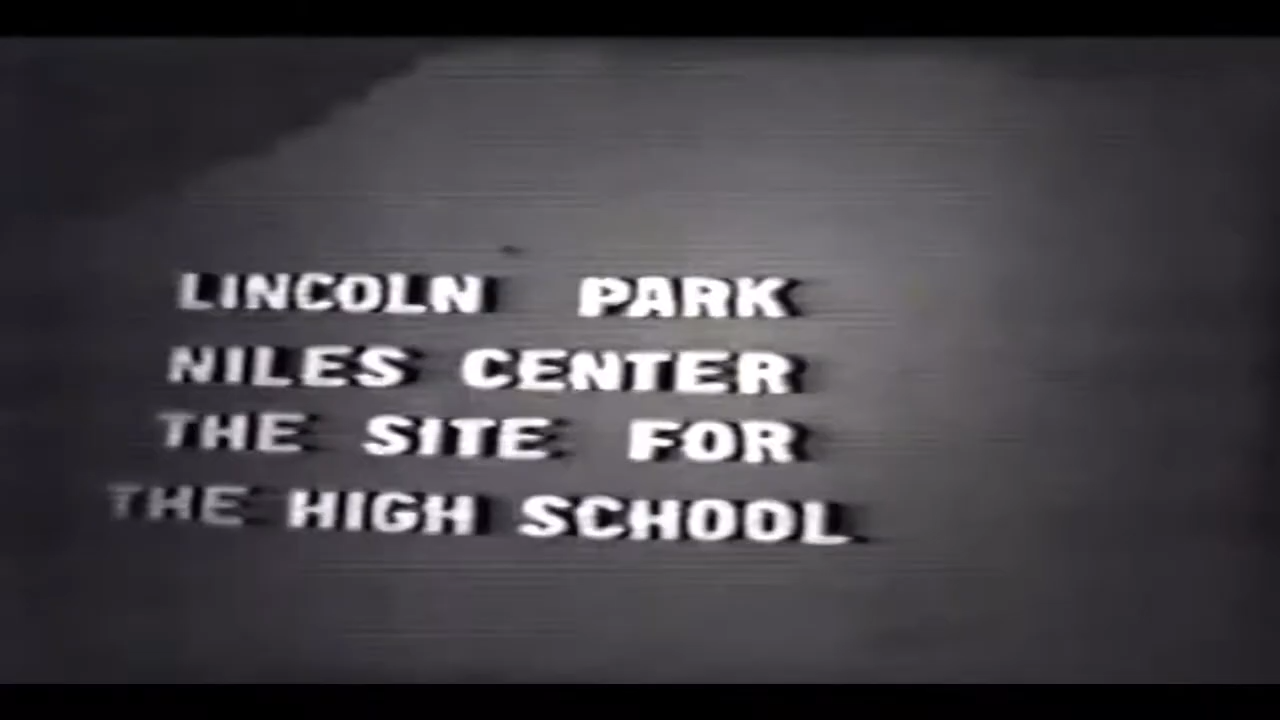 LINCOLN PARK
NILES CENTER
THE SITE FOR
THE HIGH SCHOOL.